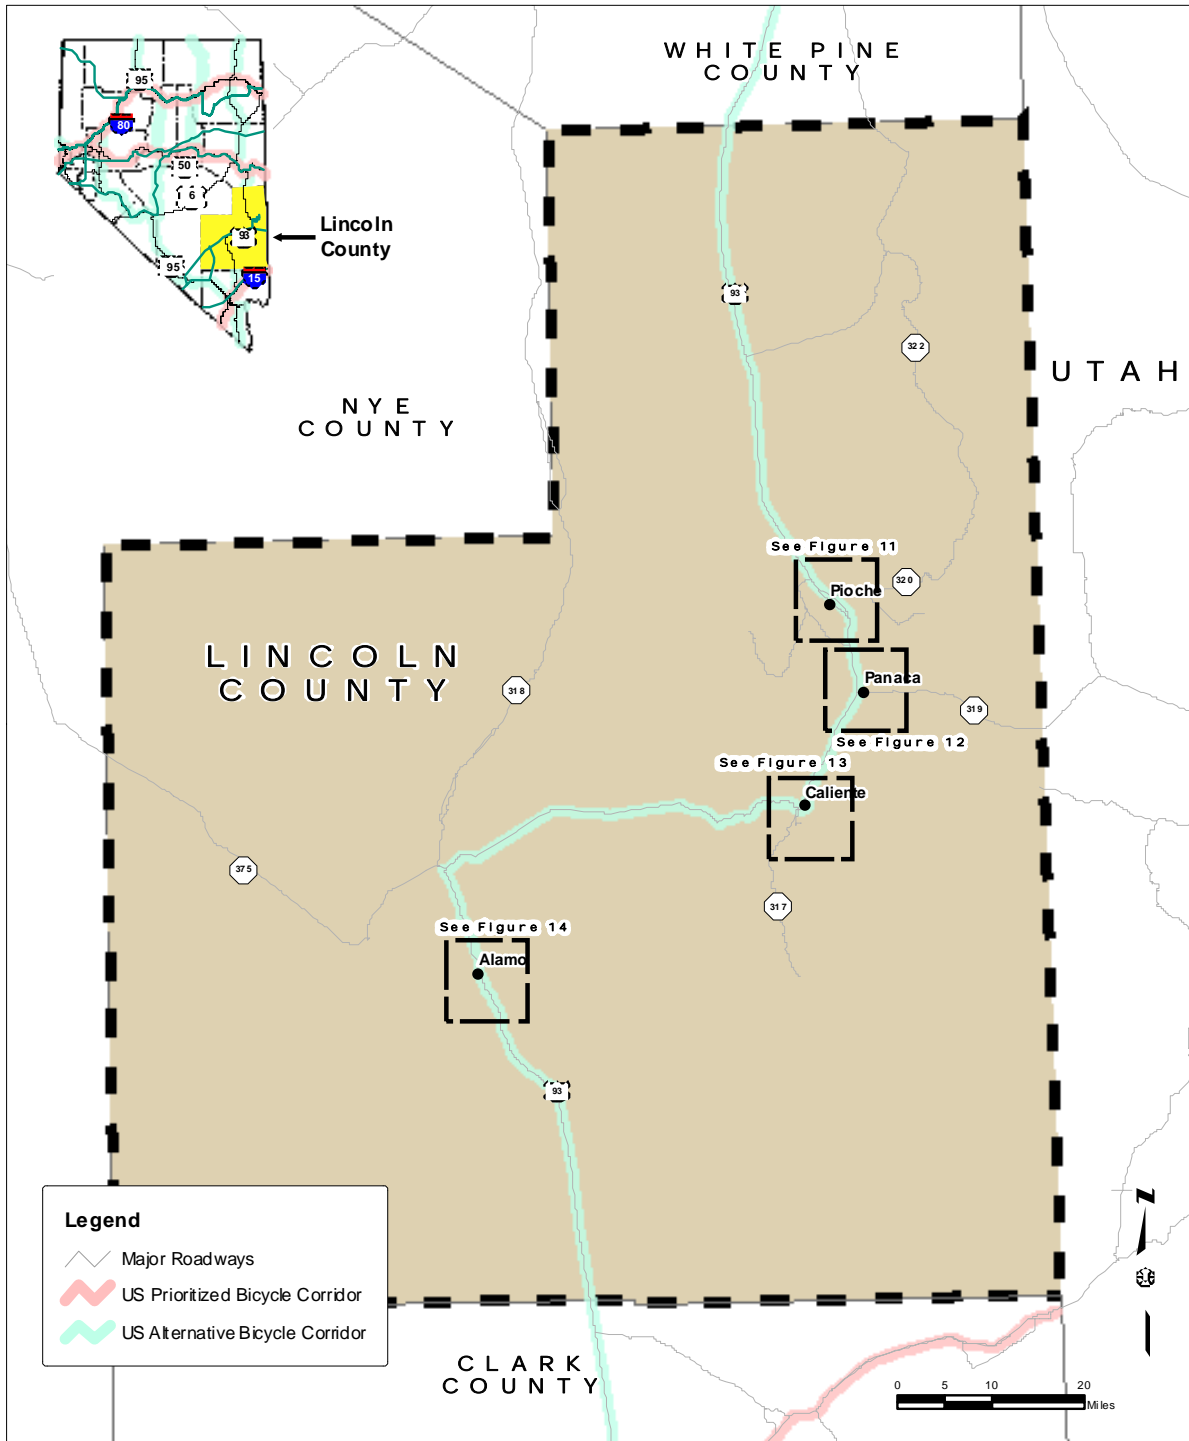 WHITE PINE
COUNTY
95
80
50
6
93
95
15
Lincoln
County
93
322
UTAH
NYE
COUNTY
See Figure 11
Pioche
320
LINCOLN
COUNTY
318
Panaca
319
See Figure 12
See Figure 13
Caliente
375
317
See Figure 14
Alamo
93
N
Legend
Major Roadways
US Prioritized Bicycle Corridor
US Alternative Bicycle Corridor
CLARK
COUNTY
0 5 10 20
Miles